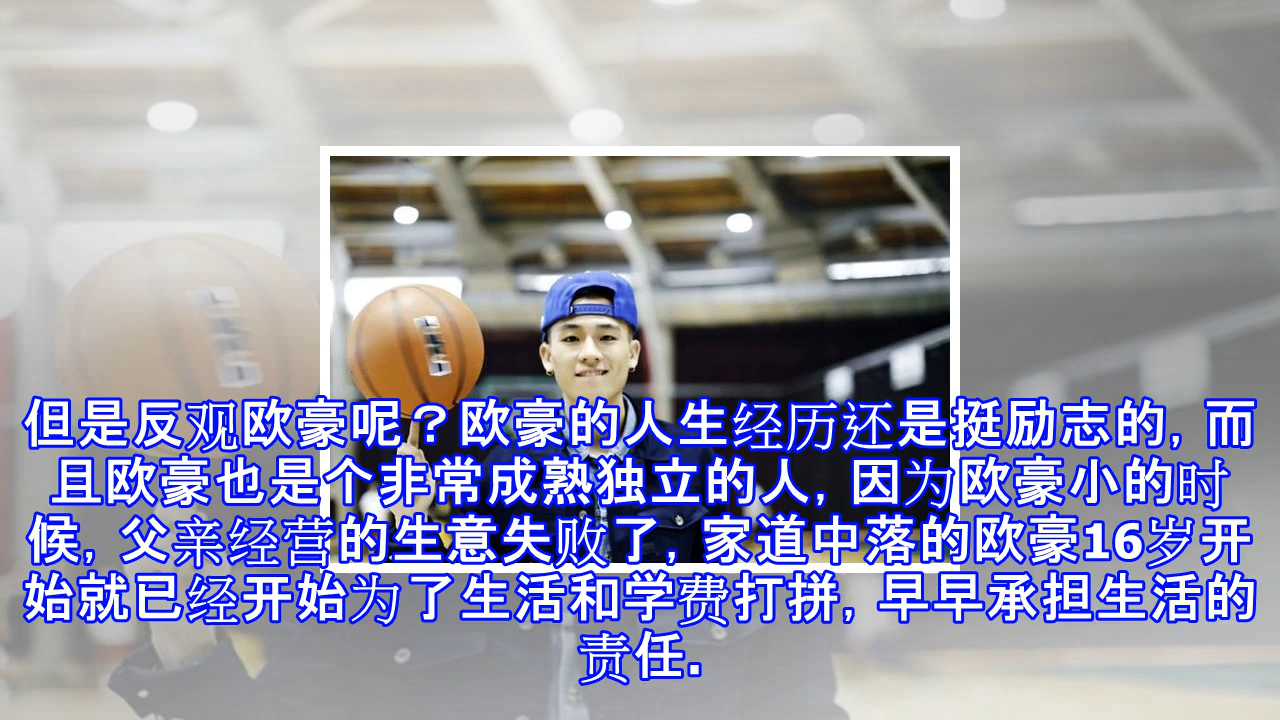 但是反观欧豪呢？欧豪的人生经历还是挺励志的, 而
且欧豪也是个非常成熟独立的人, 因为欧豪小的时
候, 父亲经营的生意失败了, 家道中落的欧豪16岁开
始就已经开始为了生活和学费打拼, 早早承担生活的
责任.